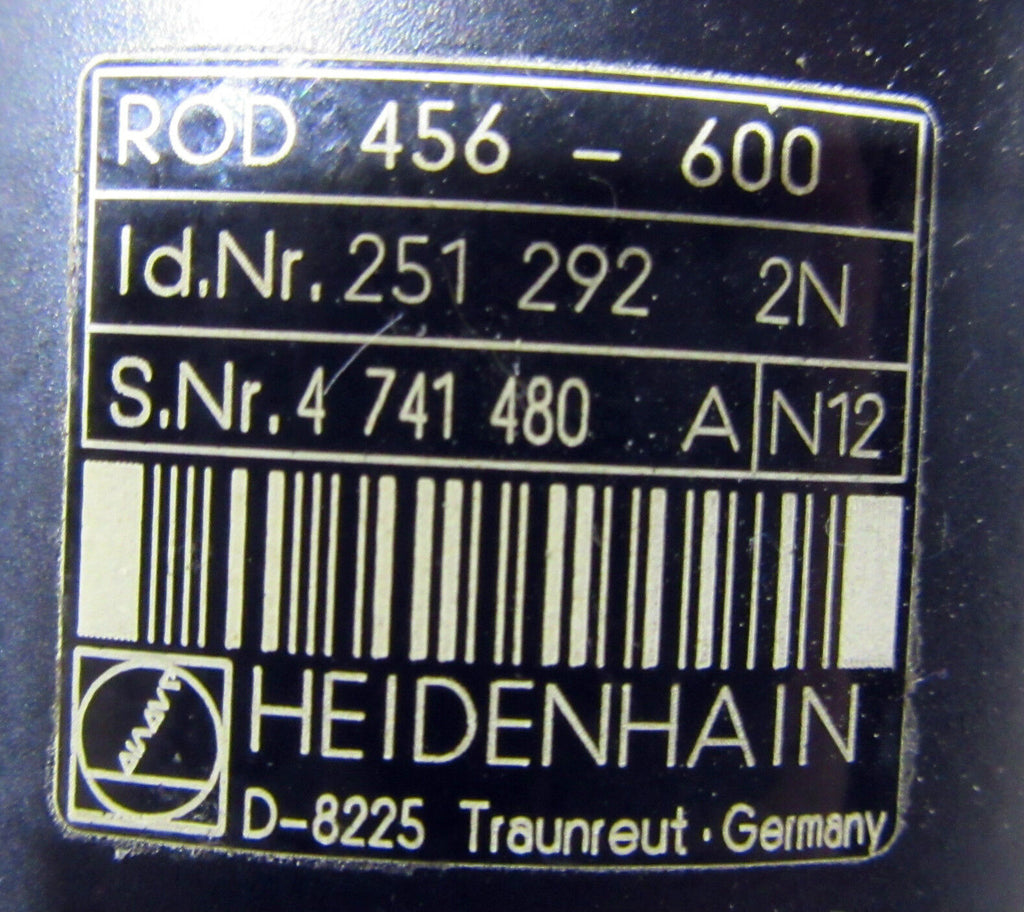 ROD 456 - 600
Id.Nr. 251 292 2N
S.Nr. 4 741 480 A N12
HEIDENHAIN
D-8225 Traunreut · Germany